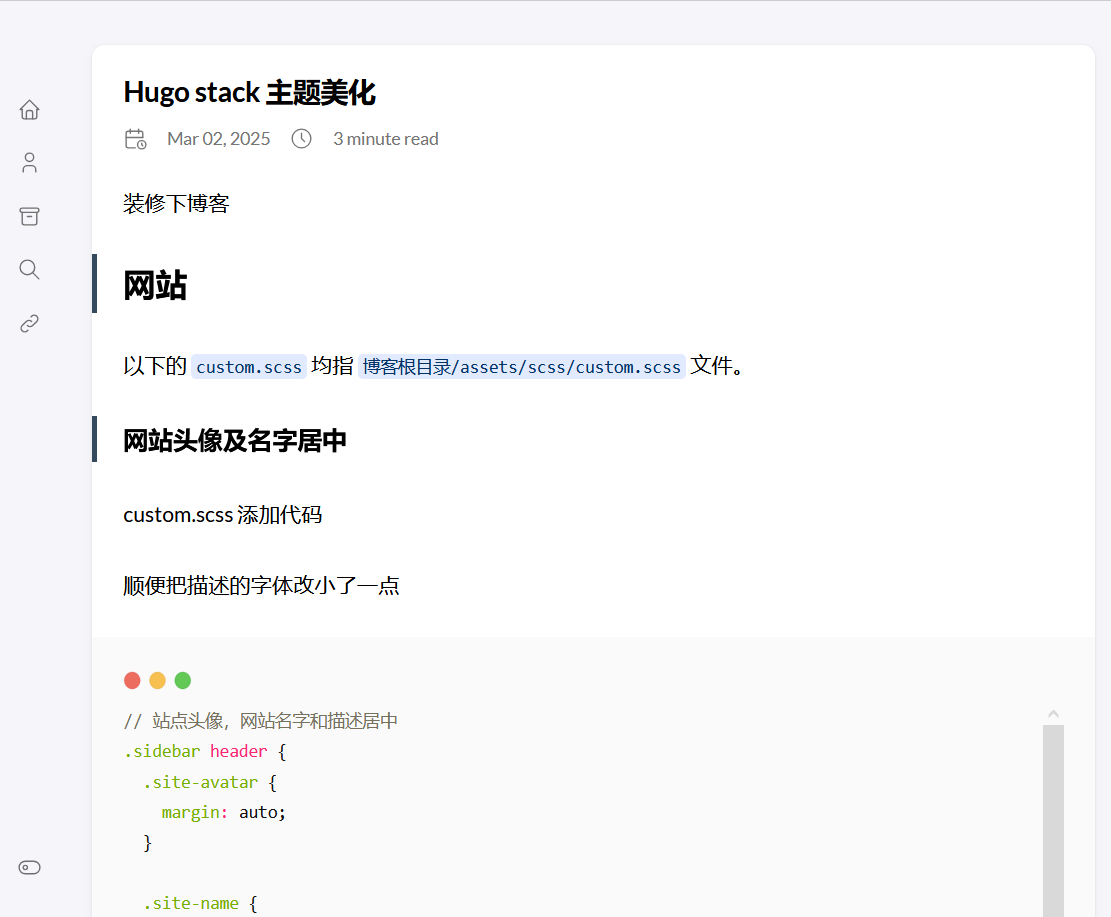 Hugo stack 主题美化
Mar 02, 2025 3 minute read
装修下博客
网站
以下的 custom.scss 均指 博客根目录/assets/scss/custom.scss 文件。
网站头像及名字居中
custom.scss 添加代码
顺便把描述的字体改小了一点
// 站点头像，网站名字和描述居中
.sidebar header {
  .site-avatar {
    margin: auto;
  }
  .site-name {